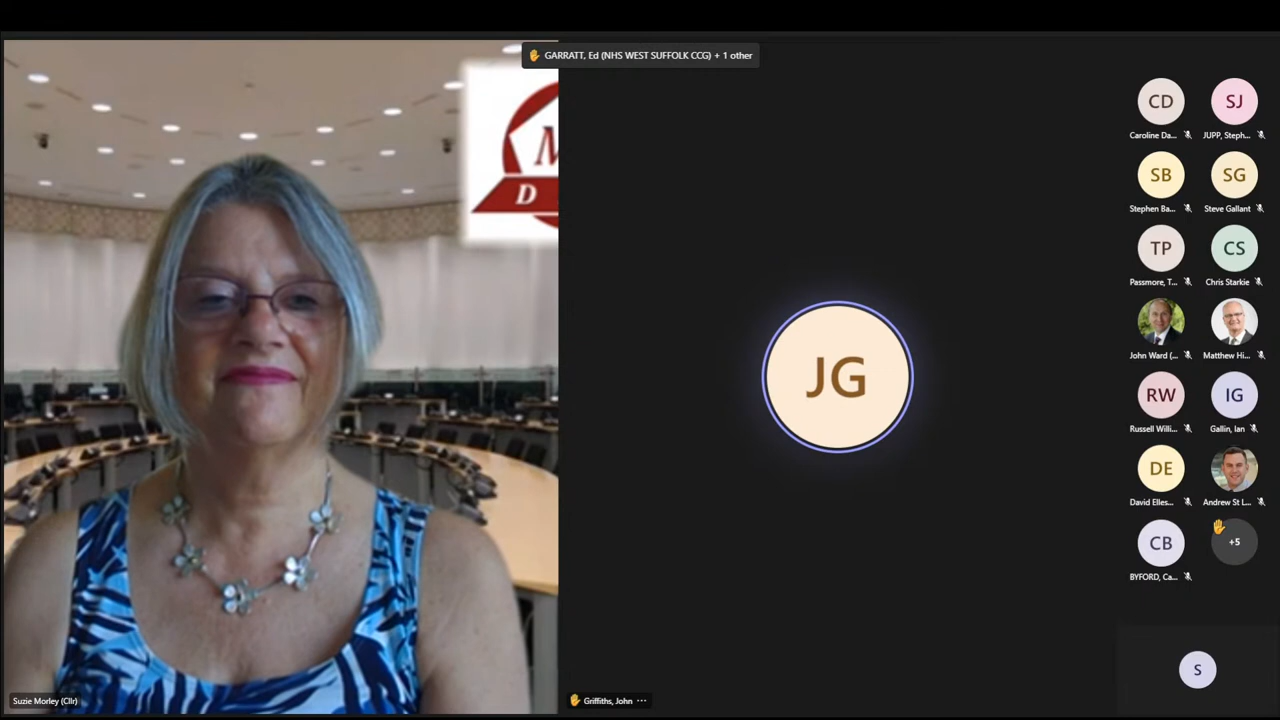 GARRATT, Ed (NHS WEST SUFFOLK CCG) + 1 other
M
D
JG
Suzie Morley (Cllr)
Griffiths, John
CD
SJ
Caroline Da...
JUPP, Steph...
SB
SG
Stephen Ba...
Steve Gallant
TP
CS
Passmore, T...
Chris Starkie
John Ward (...
Matthew Hi...
RW
IG
Russell Willi...
Gallin, Ian
DE
David Elles...
Andrew St L...
CB
+5
BYFORD, Ca...
S